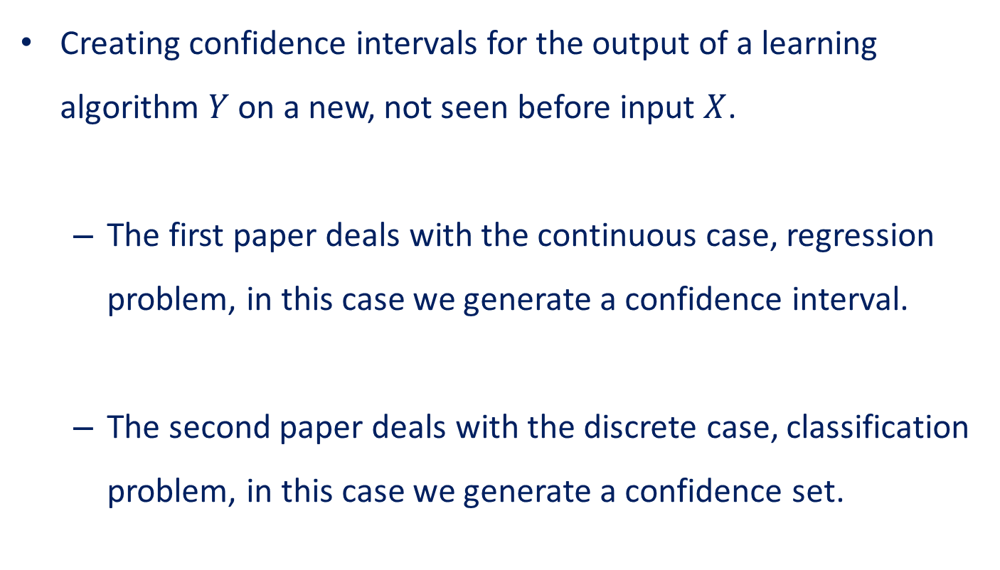 • Creating confidence intervals for the output of a learning
algorithm Y on a new, not seen before input X.
– The first paper deals with the continuous case, regression
problem, in this case we generate a confidence interval.
– The second paper deals with the discrete case, classification
problem, in this case we generate a confidence set.